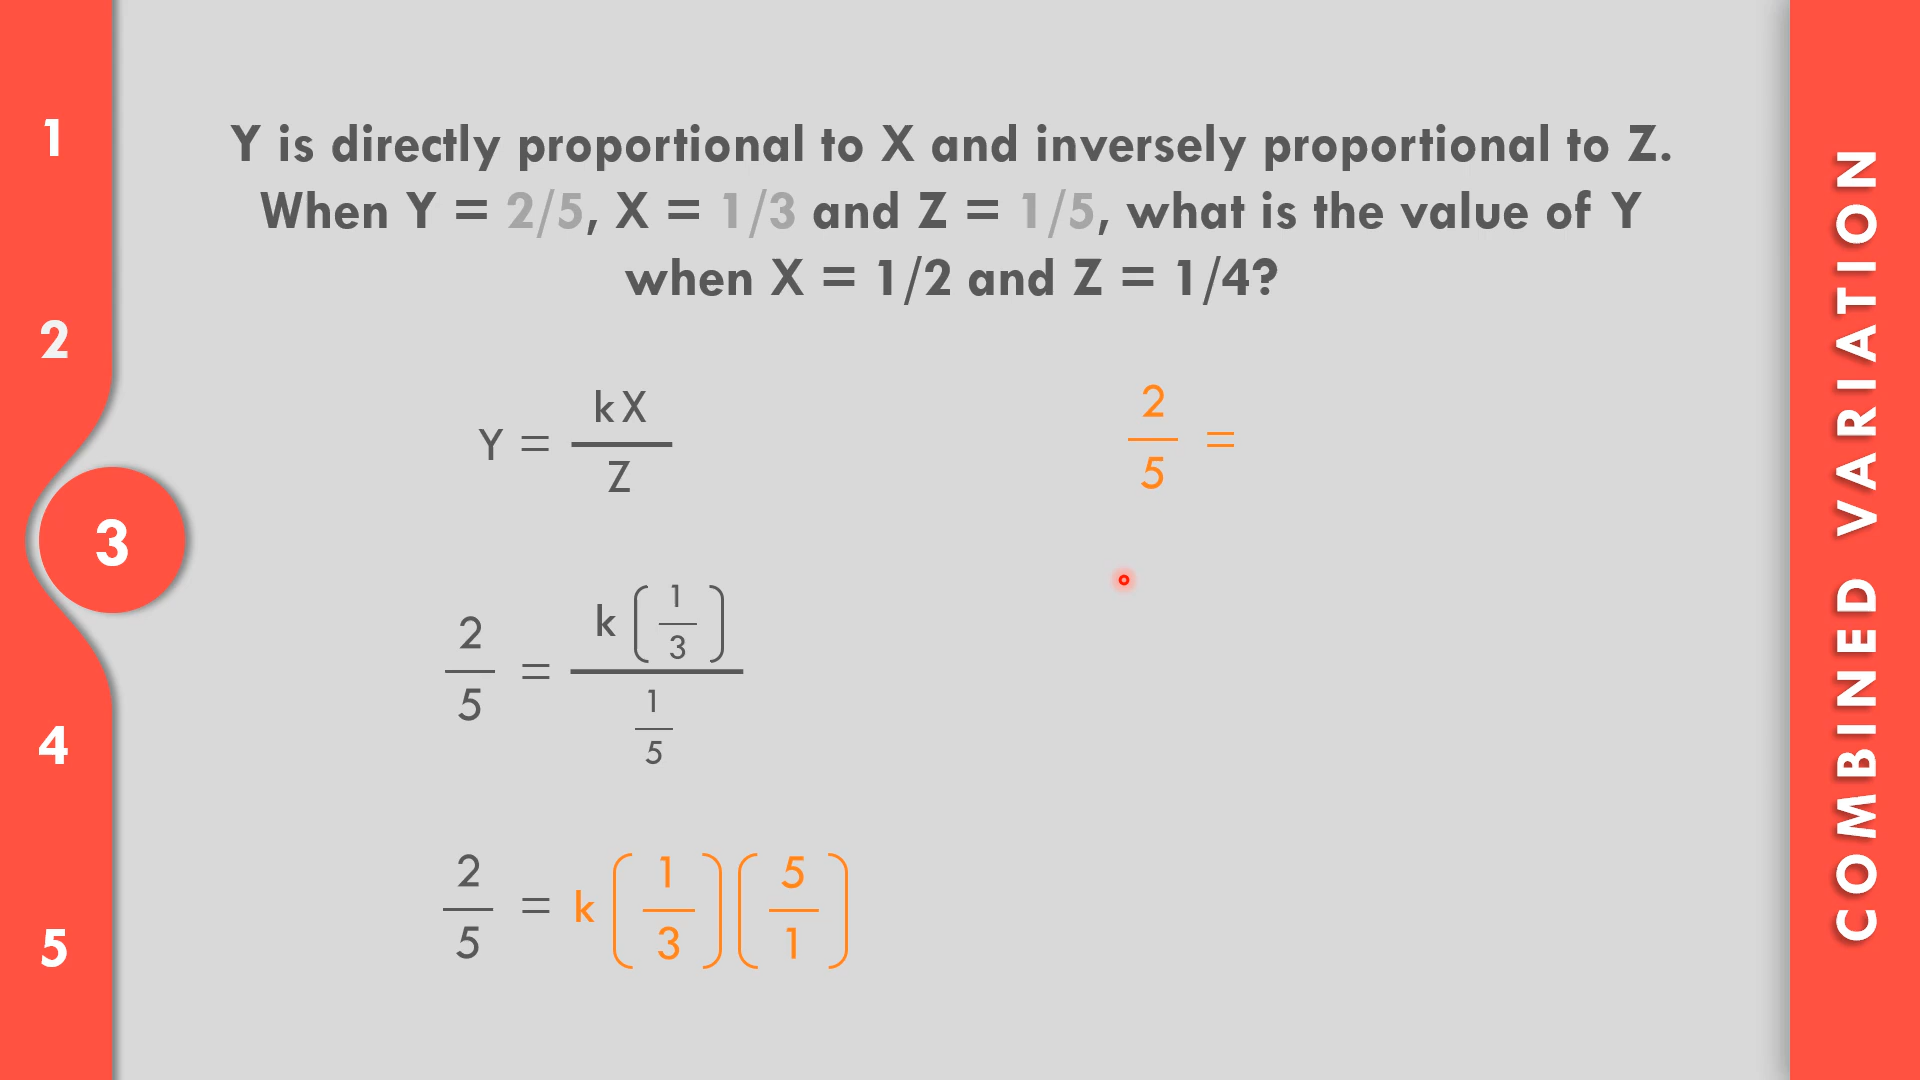 1
2
3
4
5
Y is directly proportional to X and inversely proportional to Z.
When Y = 2/5, X = 1/3 and Z = 1/5, what is the value of Y
when X = 1/2 and Z = 1/4?
Y = kX / Z
2/5 = k(1/3) / 1/5
2/5 = k(1/3)(5/1)
2/5 =
COMBINED VARIATION